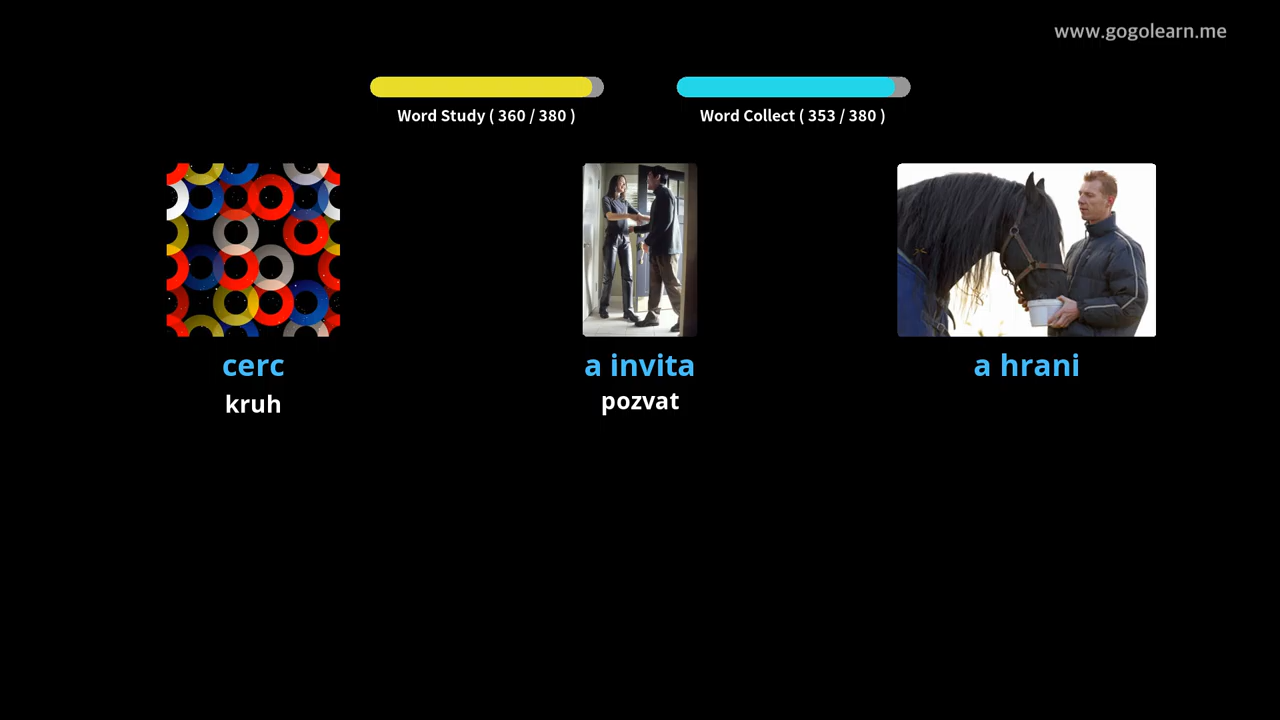 www.gogolearn.me
Word Study ( 360 / 380 )
Word Collect ( 353 / 380 )
cerc
a invita
a hrani
kruh
pozvat